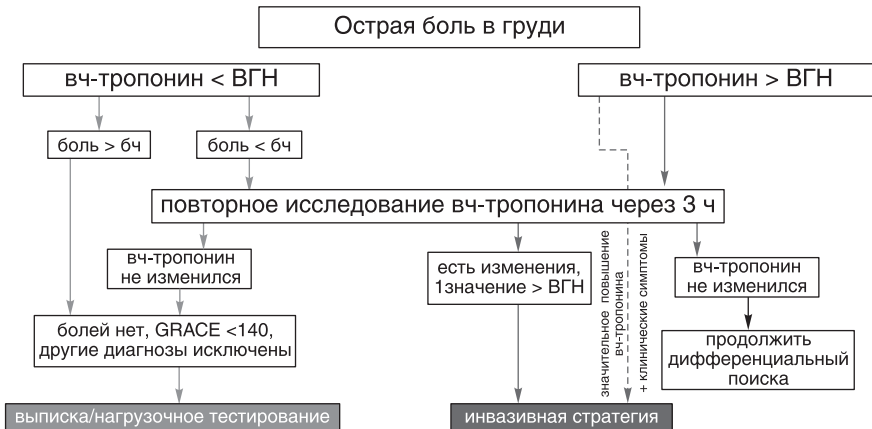 Острая боль в груди
вч-тропонин < ВГН
вч-тропонин > ВГН
боль > 6ч
боль < 6ч
повторное исследование вч-тропонина через 3 ч
вч-тропонин
не изменился
есть изменения,
1значение > ВГН
значительное повышение
вч-тропонина
+ клинические симптомы
вч-тропонин
не изменился
болей нет, GRACE <140,
другие диагнозы исключены
продолжить
дифференциальный
поиска
выписка/нагрузочное тестирование
инвазивная стратегия